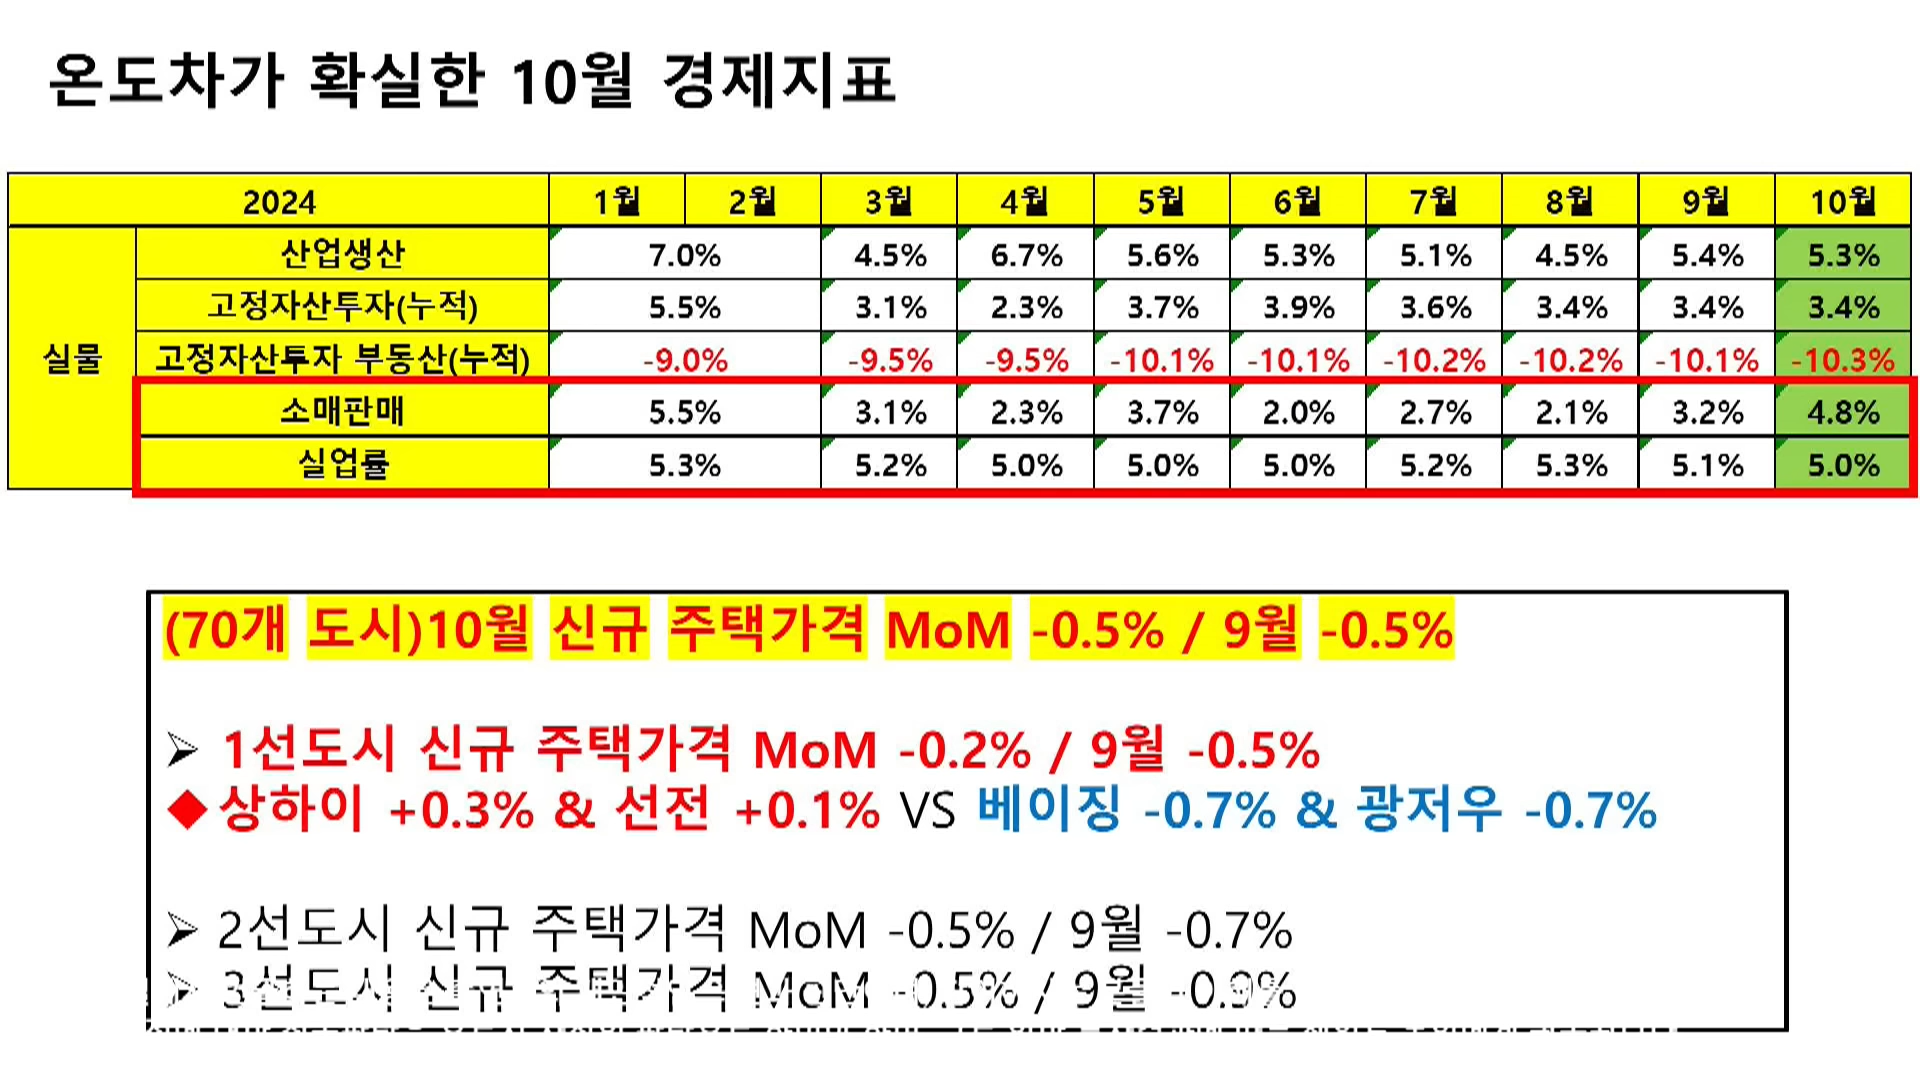 온도차가 확실한 10월 경제지표
2024 1월 2월 3월 4월 5월 6월 7월 8월 9월 10월
실물
산업생산 7.0% 4.5% 6.7% 5.6% 5.3% 5.1% 4.5% 5.4% 5.3%
고정자산투자(누적) 5.5% 3.1% 2.3% 3.7% 3.9% 3.6% 3.4% 3.4% 3.4%
고정자산투자 부동산(누적) -9.0% -9.5% -9.5% -10.1% -10.1% -10.2% -10.2% -10.1% -10.3%
소매판매 5.5% 3.1% 2.3% 3.7% 2.0% 2.7% 2.1% 3.2% 4.8%
실업률 5.3% 5.2% 5.0% 5.0% 5.0% 5.2% 5.3% 5.1% 5.0%
(70개 도시)10월 신규 주택가격 MoM -0.5% / 9월 -0.5%
➢ 1선도시 신규 주택가격 MoM -0.2% / 9월 -0.5%
◆ 상하이 +0.3% & 선전 +0.1% VS 베이징 -0.7% & 광저우 -0.7%
➢ 2선도시 신규 주택가격 MoM -0.5% / 9월 -0.7%
➢ 3선도시 신규 주택가격 MoM -0.5% / 9월